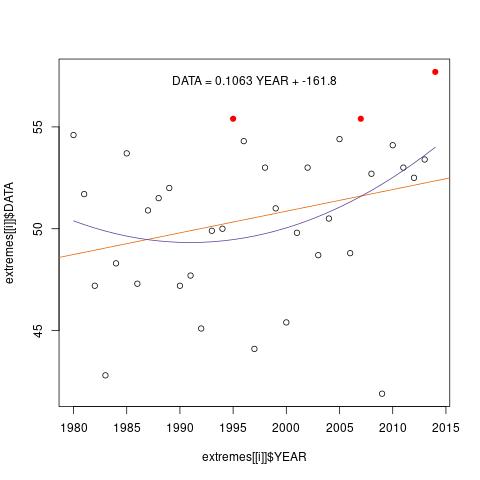 DATA = 0.1063 YEAR + -161.8
55
50
45
extremes[[i]]$DATA
1980 1985 1990 1995 2000 2005 2010 2015
extremes[[i]]$YEAR